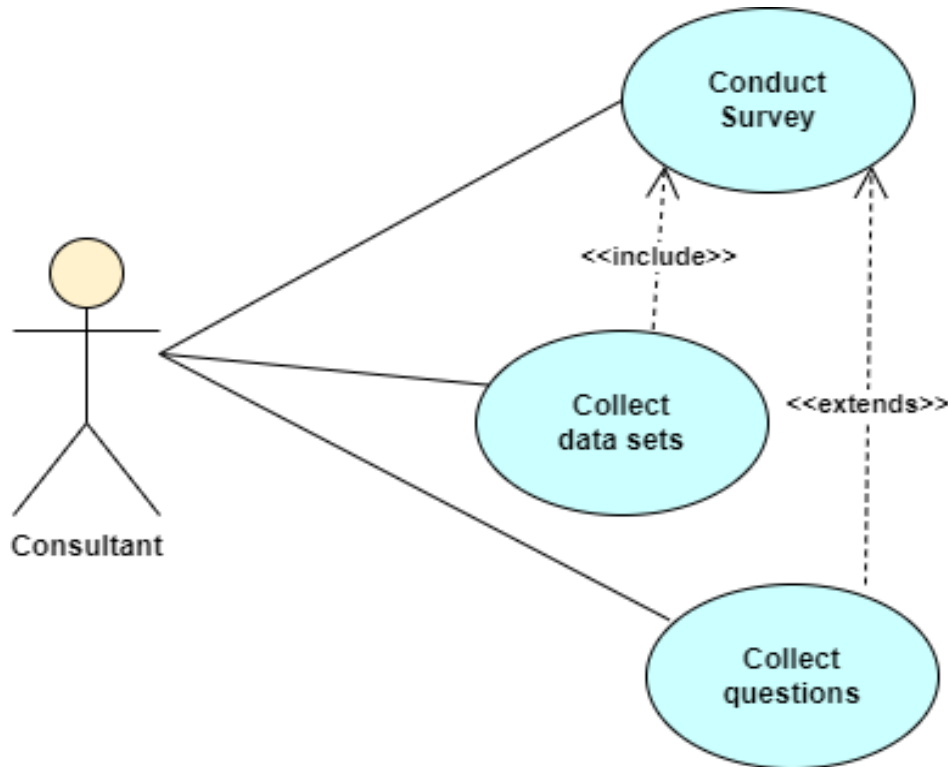 Conduct
Survey
<<include>>
Collect
data sets
<<extends>>
Consultant
Collect
questions